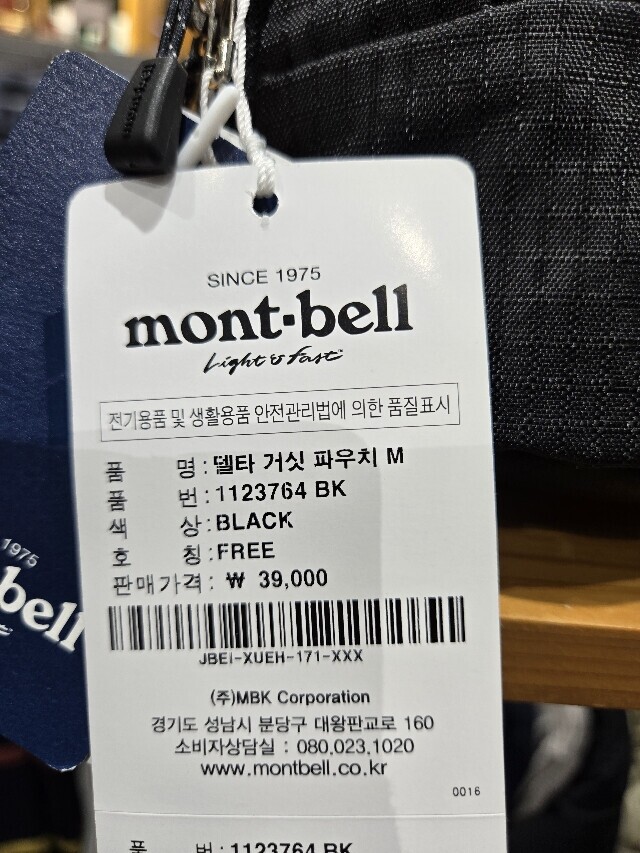 SINCE 1975
mont·bell
Light & Fast
전기용품 및 생활용품 안전관리법에 의한 품질표시
품 명 : 델타 거싯 파우치 M
품 번 : 1123764 BK
색 상 : BLACK
호 칭 : FREE
판매가격 : ₩ 39,000
JBEI-XUEH-171-XXX
(주)MBK Corporation
경기도 성남시 분당구 대왕판교로 160
소비자상담실 : 080.023.1020
www.montbell.co.kr
0016
품 번 : 1123764 BK
1975
bell